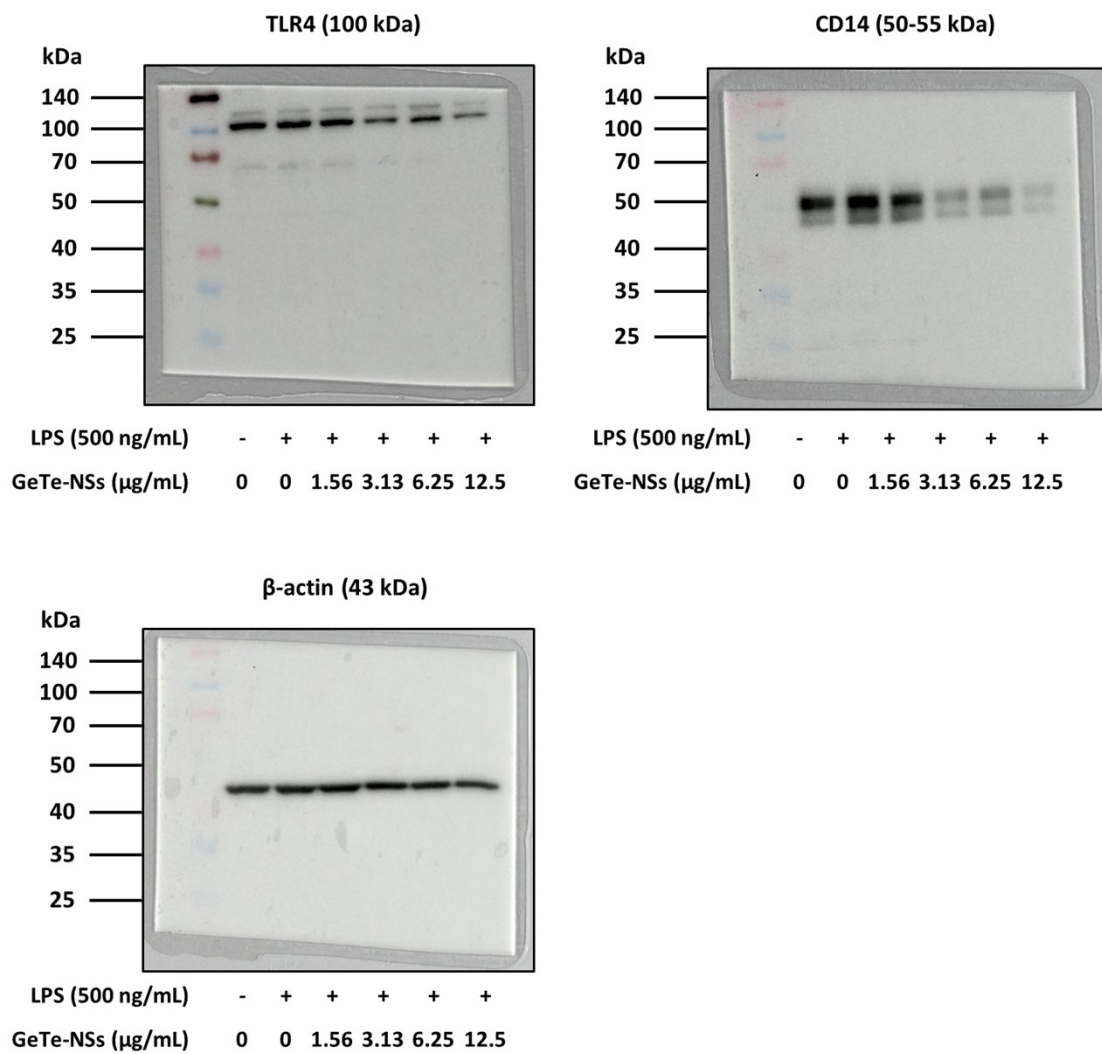 TLR4 (100 kDa)
kDa
140
100
70
50
40
35
25
LPS (500 ng/mL) - + + + + +
GeTe-NSs (µg/mL) 0 0 1.56 3.13 6.25 12.5
CD14 (50-55 kDa)
kDa
140
100
70
50
40
35
25
LPS (500 ng/mL) - + + + + +
GeTe-NSs (µg/mL) 0 0 1.56 3.13 6.25 12.5
β-actin (43 kDa)
kDa
140
100
70
50
40
35
25
LPS (500 ng/mL) - + + + + +
GeTe-NSs (µg/mL) 0 0 1.56 3.13 6.25 12.5